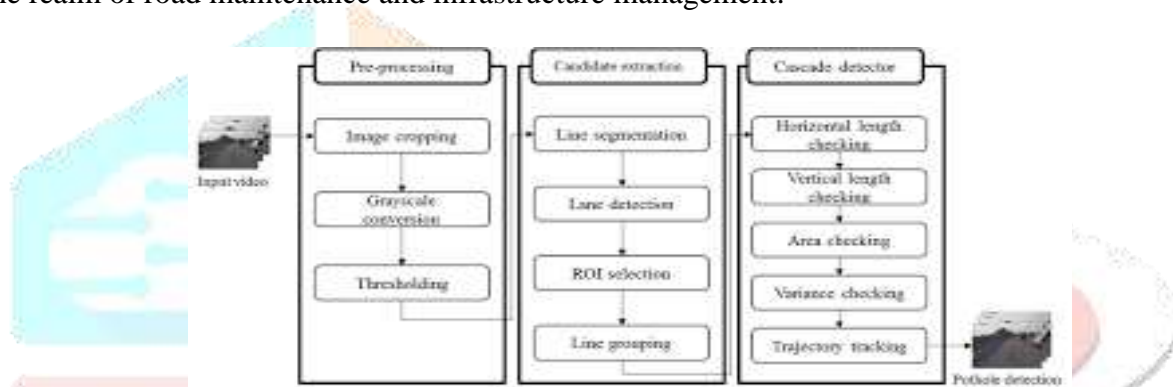 e realm of road maintenance and infrastructure management.
Pre-processing
Image cropping
Grayscale
conversion
Thresholding
Input video
Candidate extraction
Line segmentation
Lane detection
ROI selection
Line grouping
Cascade detector
Horizontal length
checking
Vertical length
checking
Area checking
Variance checking
Trajectory tracking
Pothole detection